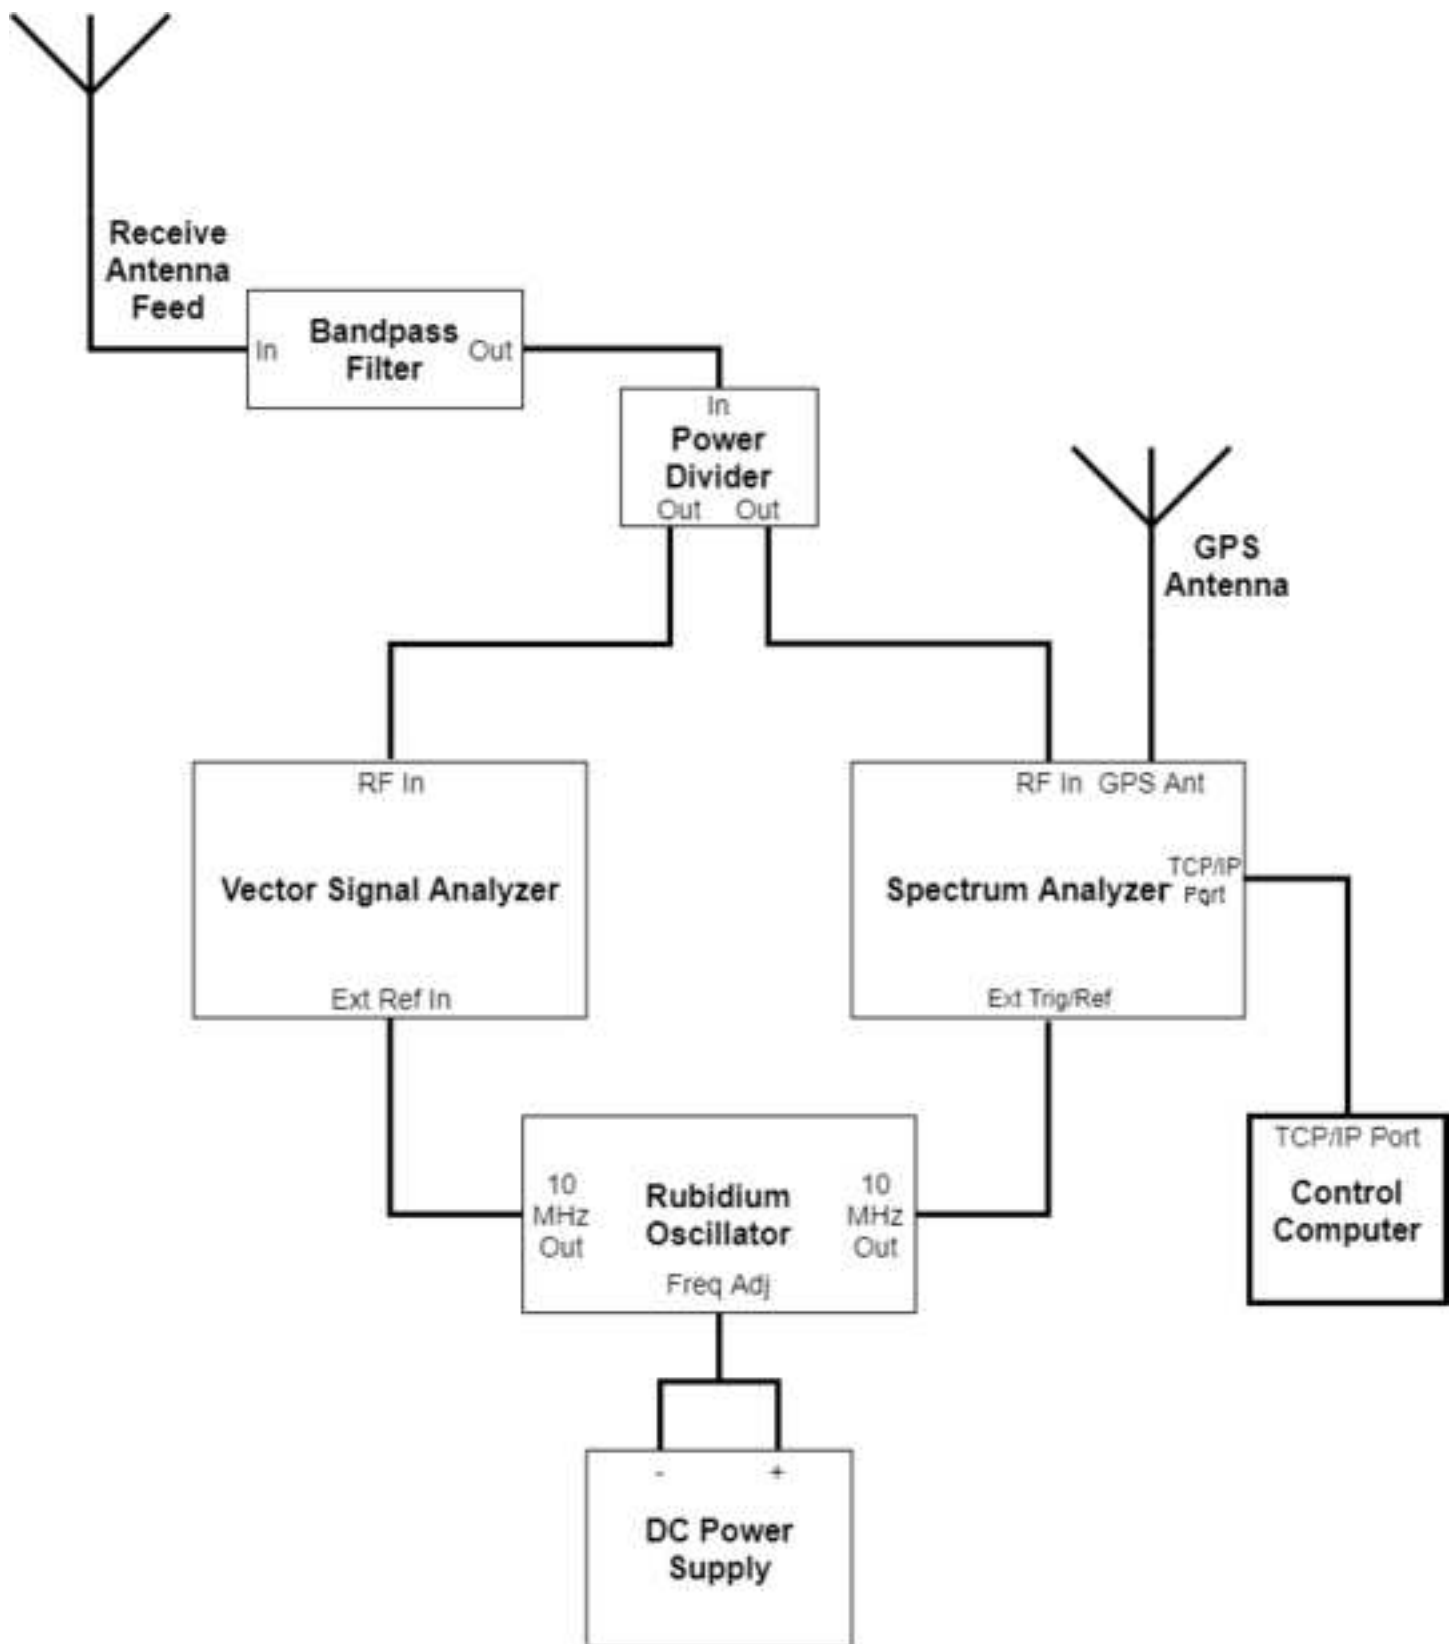 Receive
Antenna
Feed
In
Bandpass
Filter
Out
In
Power
Divider
Out Out
GPS
Antenna
RF In
Vector Signal Analyzer
Ext Ref In
RF In GPS Ant
TCP/IP
Port
Spectrum Analyzer
Ext Trig/Ref
10
MHz
Out
Rubidium
Oscillator
10
MHz
Out
Freq Adj
TCP/IP Port
Control
Computer
- +
DC Power
Supply